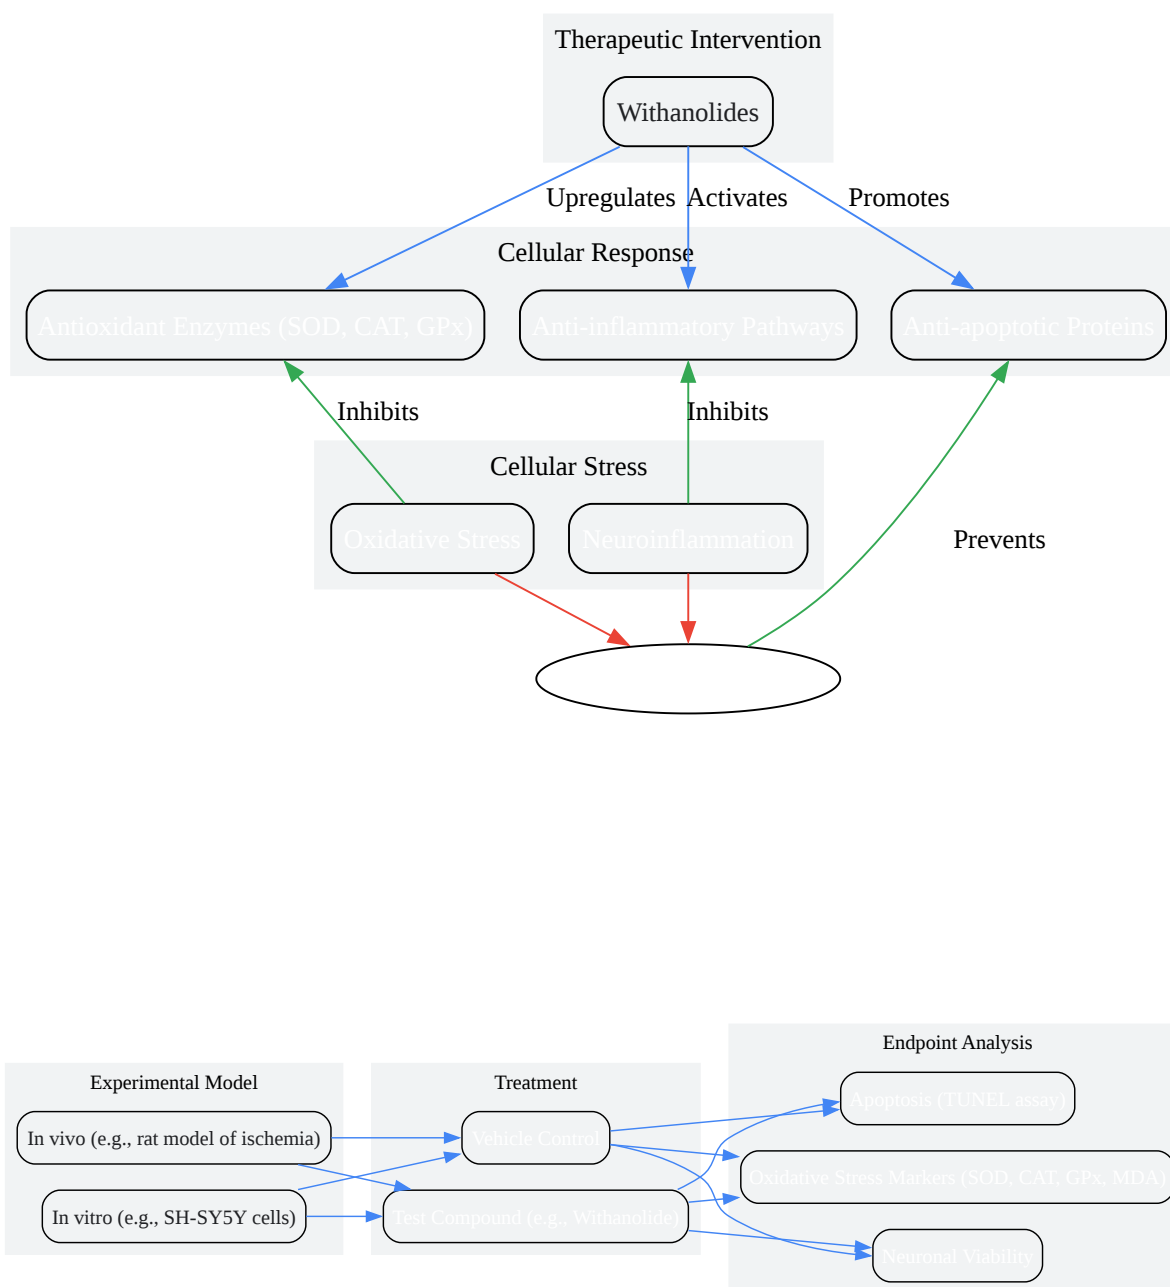 Therapeutic Intervention
Withanolides
Upregulates
Activates
Promotes
Cellular Response
Antioxidant Enzymes (SOD, CAT, GPx)
Anti-inflammatory Pathways
Anti-apoptotic Proteins
Inhibits
Inhibits
Cellular Stress
Oxidative Stress
Neuroinflammation
Prevents
Endpoint Analysis
Experimental Model
Treatment
Apoptosis (TUNEL assay)
In vivo (e.g., rat model of ischemia)
Vehicle Control
Oxidative Stress Markers (SOD, CAT, GPx, MDA)
In vitro (e.g., SH-SY5Y cells)
Test Compound (e.g., Withanolide)
Neuronal Viability